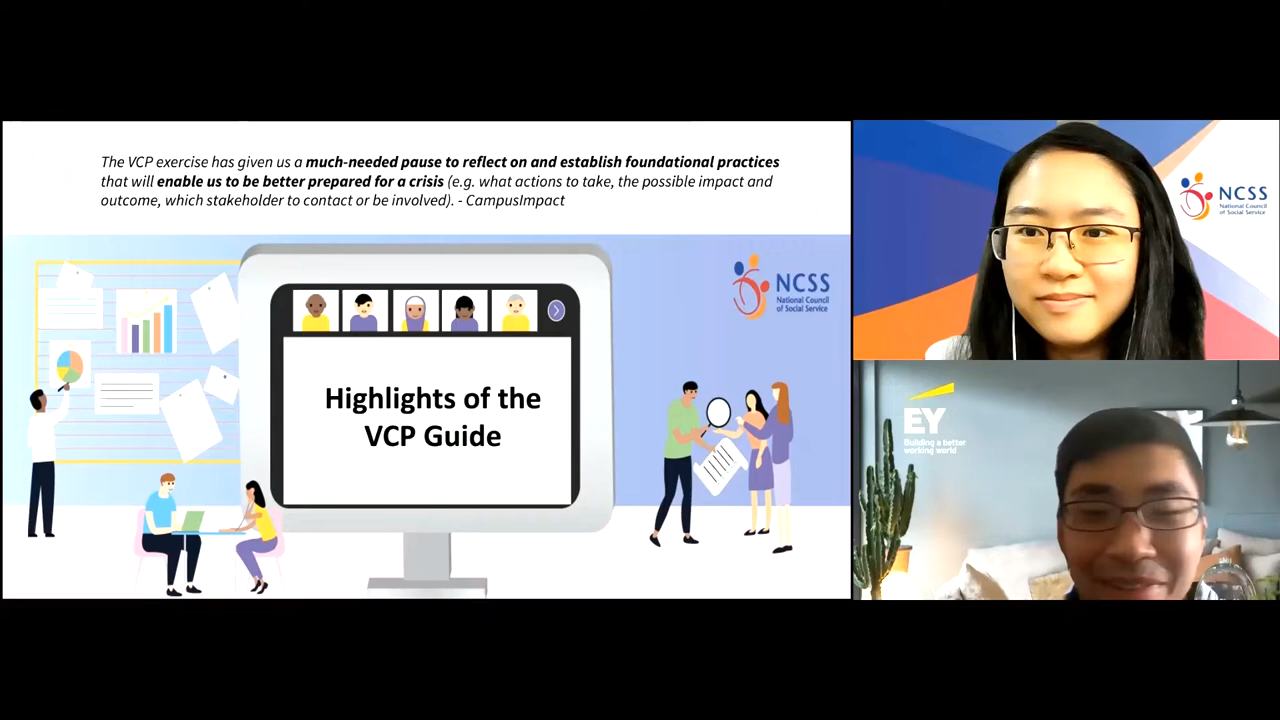 The VCP exercise has given us a much-needed pause to reflect on and establish foundational practices
that will enable us to be better prepared for a crisis (e.g. what actions to take, the possible impact and
outcome, which stakeholder to contact or be involved). - CampusImpact
NCSS
National Council
of Social Service
Highlights of the
VCP Guide
NCSS
National Council
of Social Service
EY
Building a better
working world